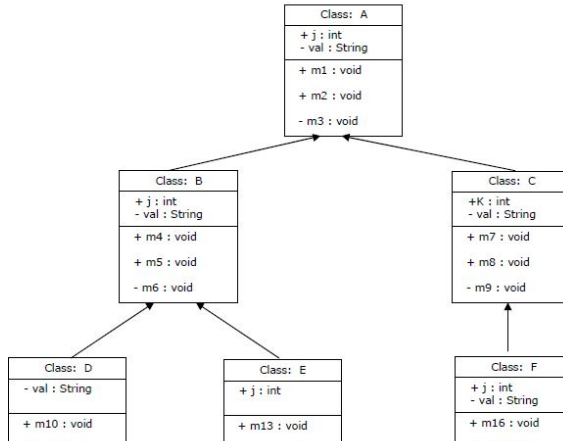 Class: A
+ j : int
- val : String
+ m1 : void
+ m2 : void
- m3 : void
Class: B
+ j : int
- val : String
+ m4 : void
+ m5 : void
- m6 : void
Class: C
+K : int
- val : String
+ m7 : void
+ m8 : void
- m9 : void
Class: D
- val : String
+ m10 : void
Class: E
+ j : int
+ m13 : void
Class: F
+ j : int
- val : String
+ m16 : void